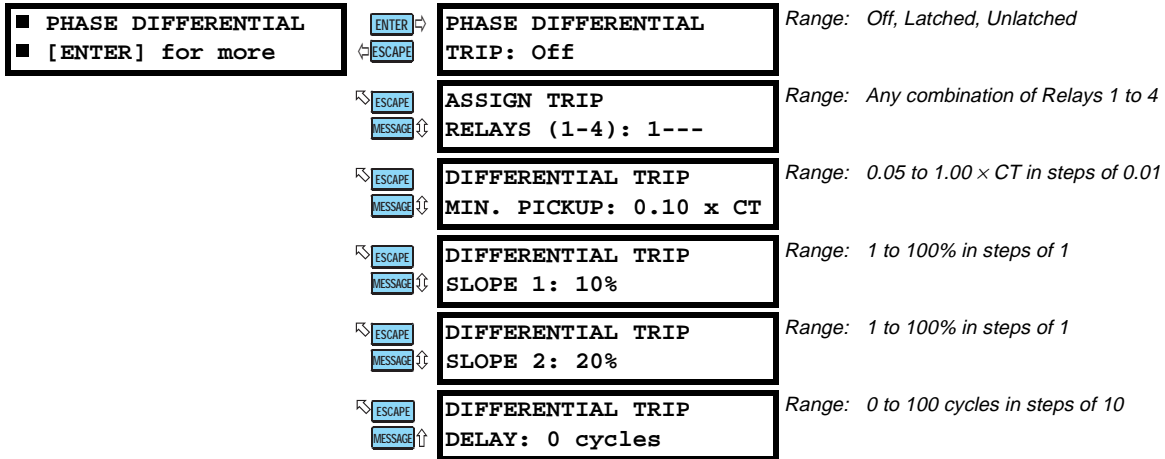 ■ PHASE DIFFERENTIAL
■ [ENTER] for more
ENTER
ESCAPE
PHASE DIFFERENTIAL
TRIP: Off
Range: Off, Latched, Unlatched
ESCAPE
MESSAGE
ASSIGN TRIP
RELAYS (1-4): 1---
Range: Any combination of Relays 1 to 4
ESCAPE
MESSAGE
DIFFERENTIAL TRIP
MIN. PICKUP: 0.10 x CT
Range: 0.05 to 1.00 × CT in steps of 0.01
ESCAPE
MESSAGE
DIFFERENTIAL TRIP
SLOPE 1: 10%
Range: 1 to 100% in steps of 1
ESCAPE
MESSAGE
DIFFERENTIAL TRIP
SLOPE 2: 20%
Range: 1 to 100% in steps of 1
ESCAPE
MESSAGE
DIFFERENTIAL TRIP
DELAY: 0 cycles
Range: 0 to 100 cycles in steps of 10